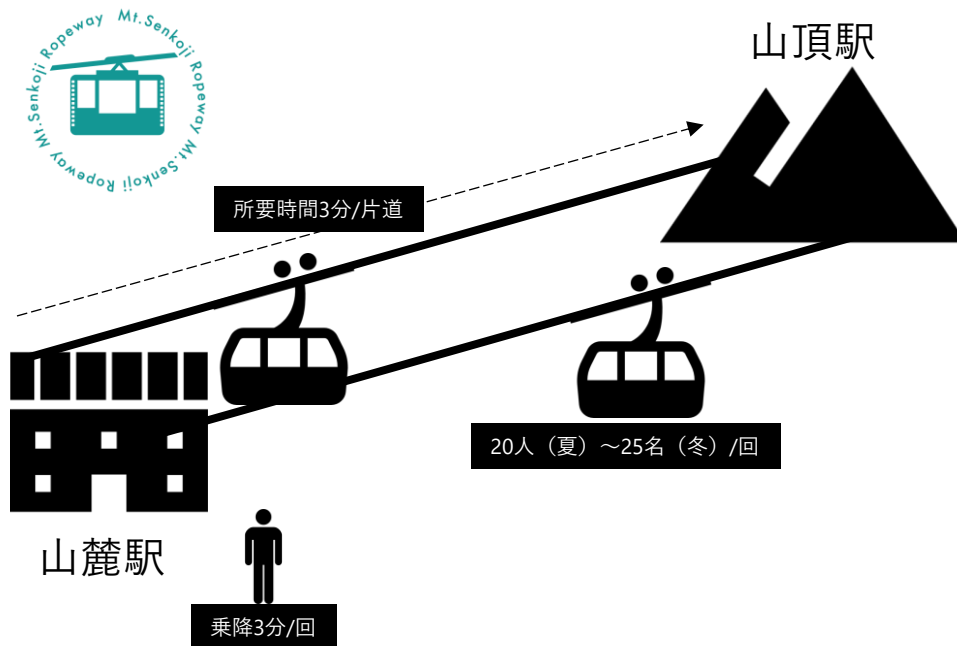 Mt.Senkoji Ropeway Mt.Senkoji Ropeway Mt.Senkoji Ropeway
山頂駅
所要時間3分/片道
20人（夏）～25名（冬）/回
山麓駅
乗降3分/回